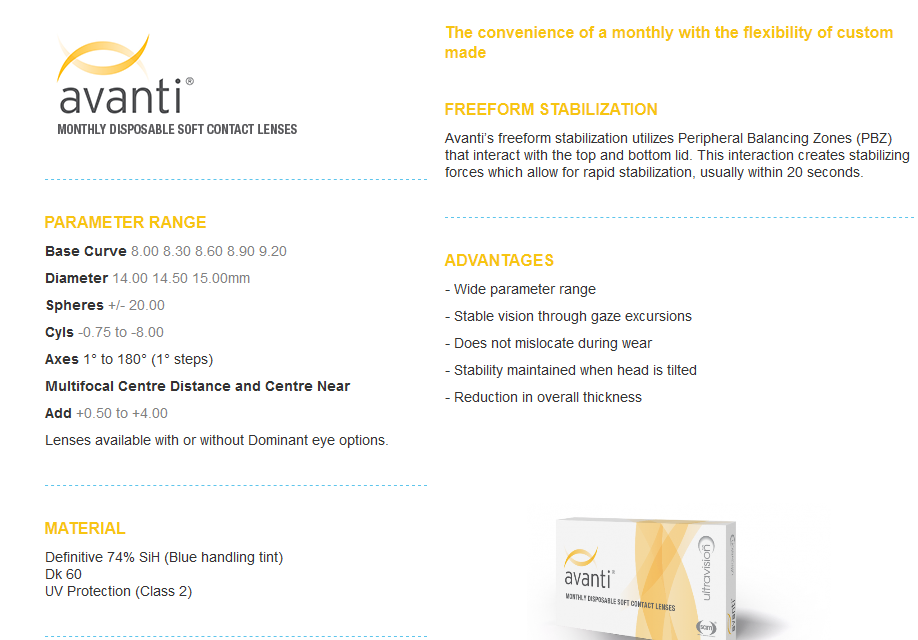 avanti®
MONTHLY DISPOSABLE SOFT CONTACT LENSES
PARAMETER RANGE
Base Curve 8.00 8.30 8.60 8.90 9.20
Diameter 14.00 14.50 15.00mm
Spheres +/- 20.00
Cyls -0.75 to -8.00
Axes 1° to 180° (1° steps)
Multifocal Centre Distance and Centre Near
Add +0.50 to +4.00
Lenses available with or without Dominant eye options.
MATERIAL
Definitive 74% SiH (Blue handling tint)
Dk 60
UV Protection (Class 2)
The convenience of a monthly with the flexibility of custom
made
FREEFORM STABILIZATION
Avanti's freeform stabilization utilizes Peripheral Balancing Zones (PBZ)
that interact with the top and bottom lid. This interaction creates stabilizing
forces which allow for rapid stabilization, usually within 20 seconds.
ADVANTAGES
- Wide parameter range
- Stable vision through gaze excursions
- Does not mislocate during wear
- Stability maintained when head is tilted
- Reduction in overall thickness
avanti®
MONTHLY DISPOSABLE SOFT CONTACT LENSES
ultravision